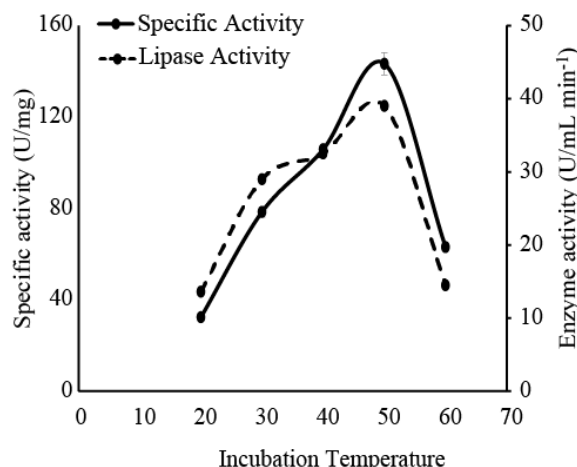 Specific Activity
Lipase Activity
Specific activity (U/mg)
160
120
80
40
0
Enzyme activity (U/mL min⁻¹)
50
40
30
20
10
0
0 10 20 30 40 50 60 70
Incubation Temperature